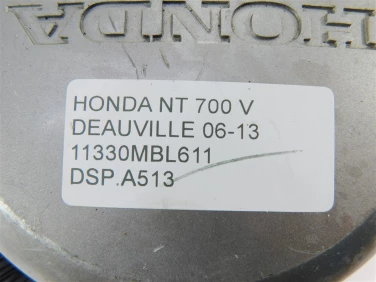 HONDA
HONDA NT 700 V
DEAUVILLE 06-13
11330MBL611
DSP.A513